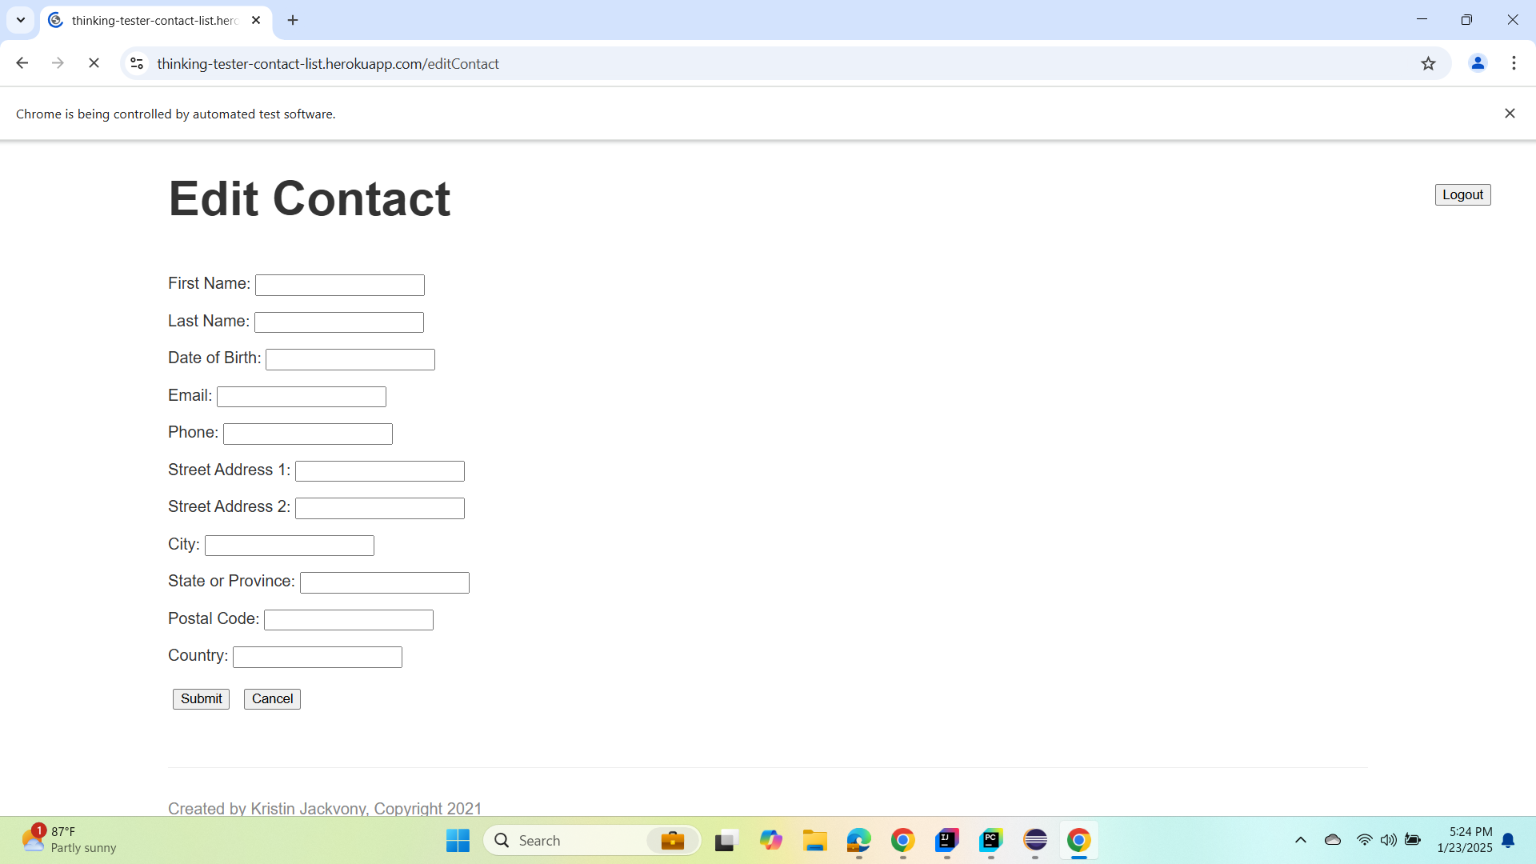 thinking-tester-contact-list.herc
thinking-tester-contact-list.herokuapp.com/editContact
Chrome is being controlled by automated test software.
Edit Contact
Logout
First Name:
Last Name:
Date of Birth:
Email:
Phone:
Street Address 1:
Street Address 2:
City:
State or Province:
Postal Code:
Country:
Submit Cancel
Created by Kristin Jackvony, Copyright 2021
1
87°F
Partly sunny
Search
IJ
PC
5:24 PM
1/23/2025